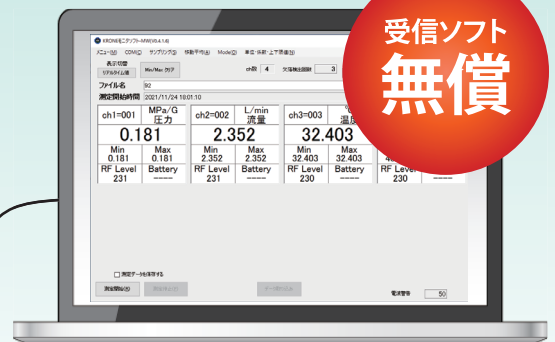 受信ソフト
無償
KRONEモニタソフト-MW(V0.4.1.4)
メニュー(M) COM(C) サンプリング(S) 移動平均(A) Mode(D) 単位・係数・上下限値(N)
表示切替
リアルタイム値 Min/Max クリア ch数 4 欠落検出回数 3
ファイル名 92
測定開始時間 2021/11/24 18:01:10
ch1=001 MPa/G 圧力 ch2=002 L/min 流量 ch3=003 ℃ 温度
0.181 2.352 32.403
Min Max Min Max Min Max
0.181 0.181 2.352 2.352 32.403 32.403
RF Level Battery RF Level Battery RF Level Battery RF Level Battery
231 ---- 231 ---- 230 ---- 230 ----
測定データを保存する
測定開始(S)
電波警告 50